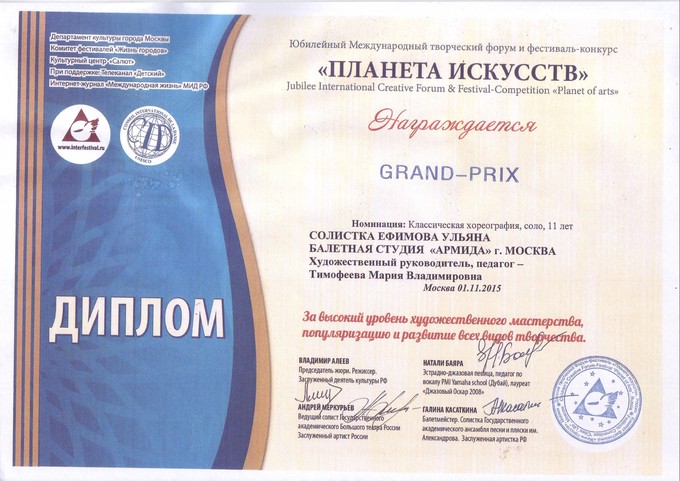 Департамент культуры города Москвы
Комитет фестивалей «Жизнь городов»
Культурный центр «Салют»
При поддержке: Телеканал «Детский»
Интернет-журнал «Международная жизнь» МИД РФ
www.interfestival.ru
CONSEIL INTERNATIONAL DE LA DANSE
UNESCO
Юбилейный Международный творческий форум и фестиваль-конкурс
«ПЛАНЕТА ИСКУССТВ»
Jubilee International Creative Forum & Festival-Competition «Planet of arts»
Награждается
GRAND-PRIX
Номинация: Классическая хореография, соло, 11 лет
СОЛИСТКА ЕФИМОВА УЛЬЯНА
БАЛЕТНАЯ СТУДИЯ «АРМИДА» г. МОСКВА
Художественный руководитель, педагог –
Тимофеева Мария Владимировна
Москва 01.11.2015
ДИПЛОМ
За высокий уровень художественного мастерства,
популяризацию и развитие всех видов творчества.
ВЛАДИМИР АЛЕЕВ
Председатель жюри. Режиссер.
Заслуженный деятель культуры РФ
АНДРЕЙ МЕРКУРЬЕВ
Ведущий солист Государственного
академического Большого театра России
Заслуженный артист России
НАТАЛИ БАЯРА
Эстрадно-джазовая певица, педагог по
вокалу PMI Yamaha school (Дубай), лауреат
«Джазовый Оскар 2008»
ГАЛИНА КАСАТКИНА
Балетмейстер. Солистка Государственного
академического ансамбля песни и пляски им.
Александрова. Заслуженная артистка РФ